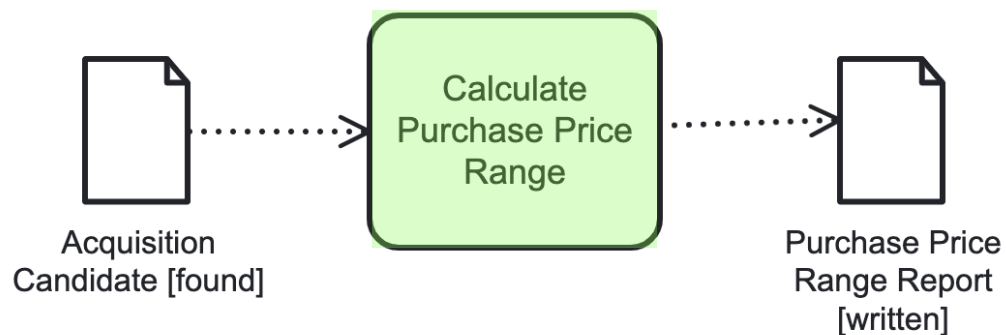 Calculate
Purchase Price
Range
Acquisition
Candidate [found]
Purchase Price
Range Report
[written]